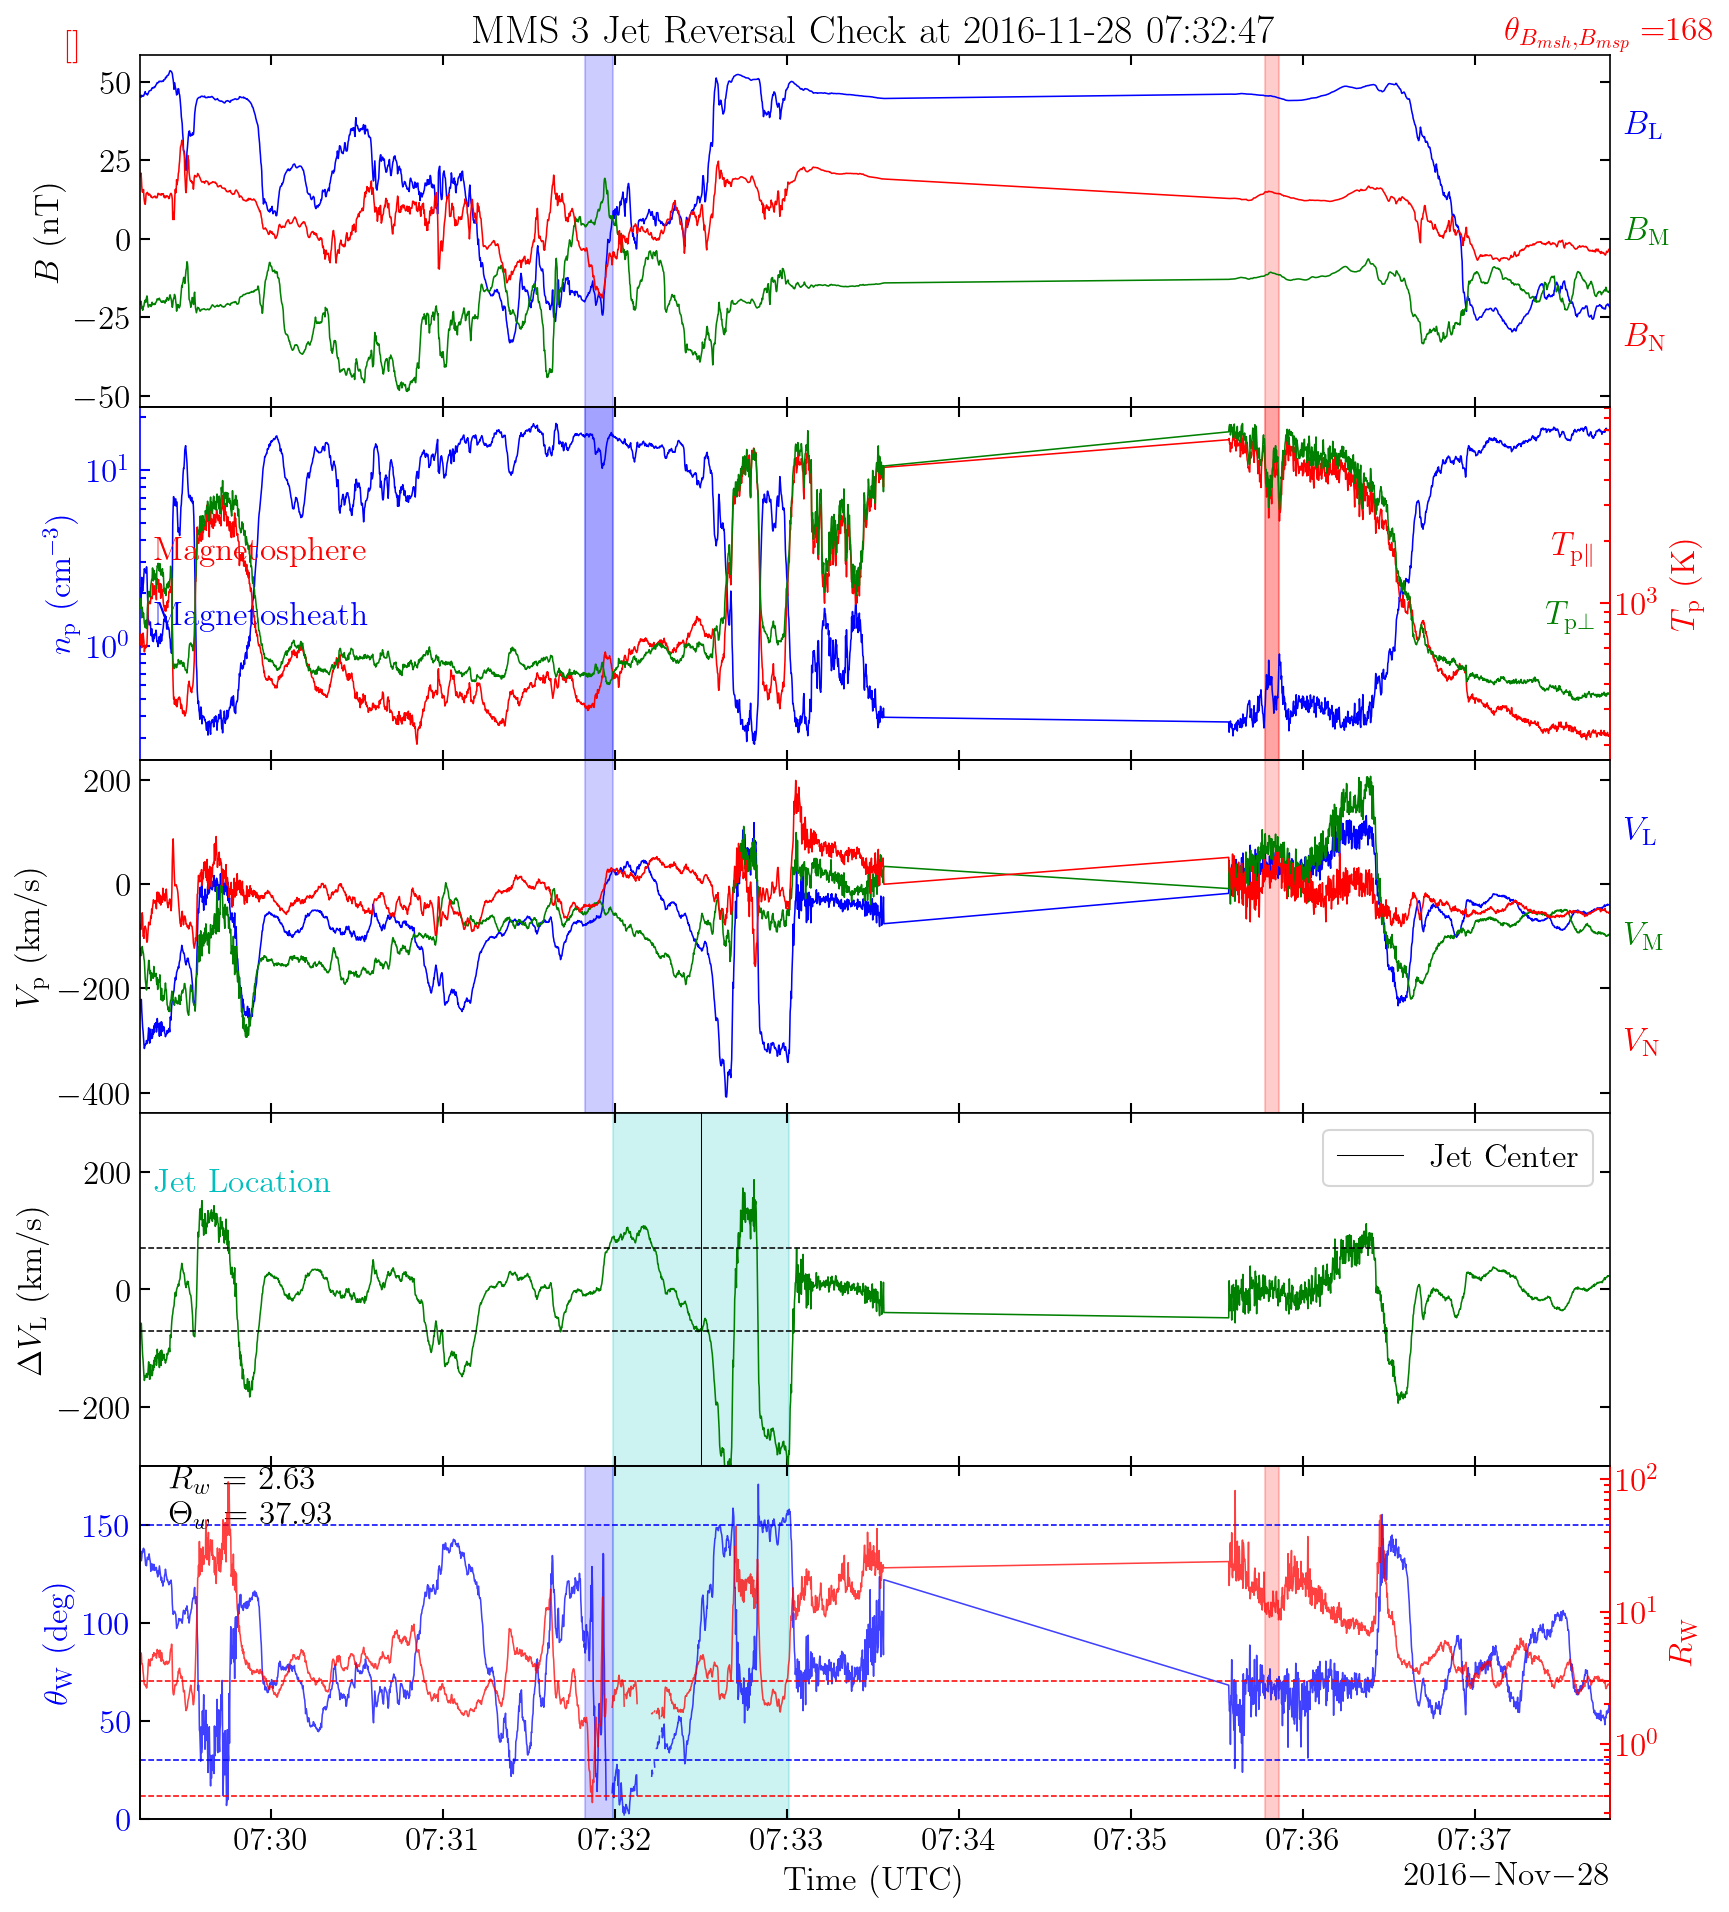 MMS 3 Jet Reversal Check at 2016-11-28 07:32:47
[]
θ_{B_{msh},B_{msp}} =168
50
25
0
−25
−50
B (nT)
B_L
B_M
B_N
10^1
10^0
n_p (cm^{−3})
Magnetosphere
Magnetosheath
T_{p∥}
T_{p⊥}
10^3
T_p (K)
200
0
−200
−400
V_p (km/s)
V_L
V_M
V_N
200
0
−200
ΔV_L (km/s)
Jet Location
Jet Center
R_w = 2.63
Θ_w = 37.93
150
100
50
0
θ_W (deg)
10^2
10^1
10^0
R_W
07:30 07:31 07:32 07:33 07:34 07:35 07:36 07:37
Time (UTC)
2016−Nov−28